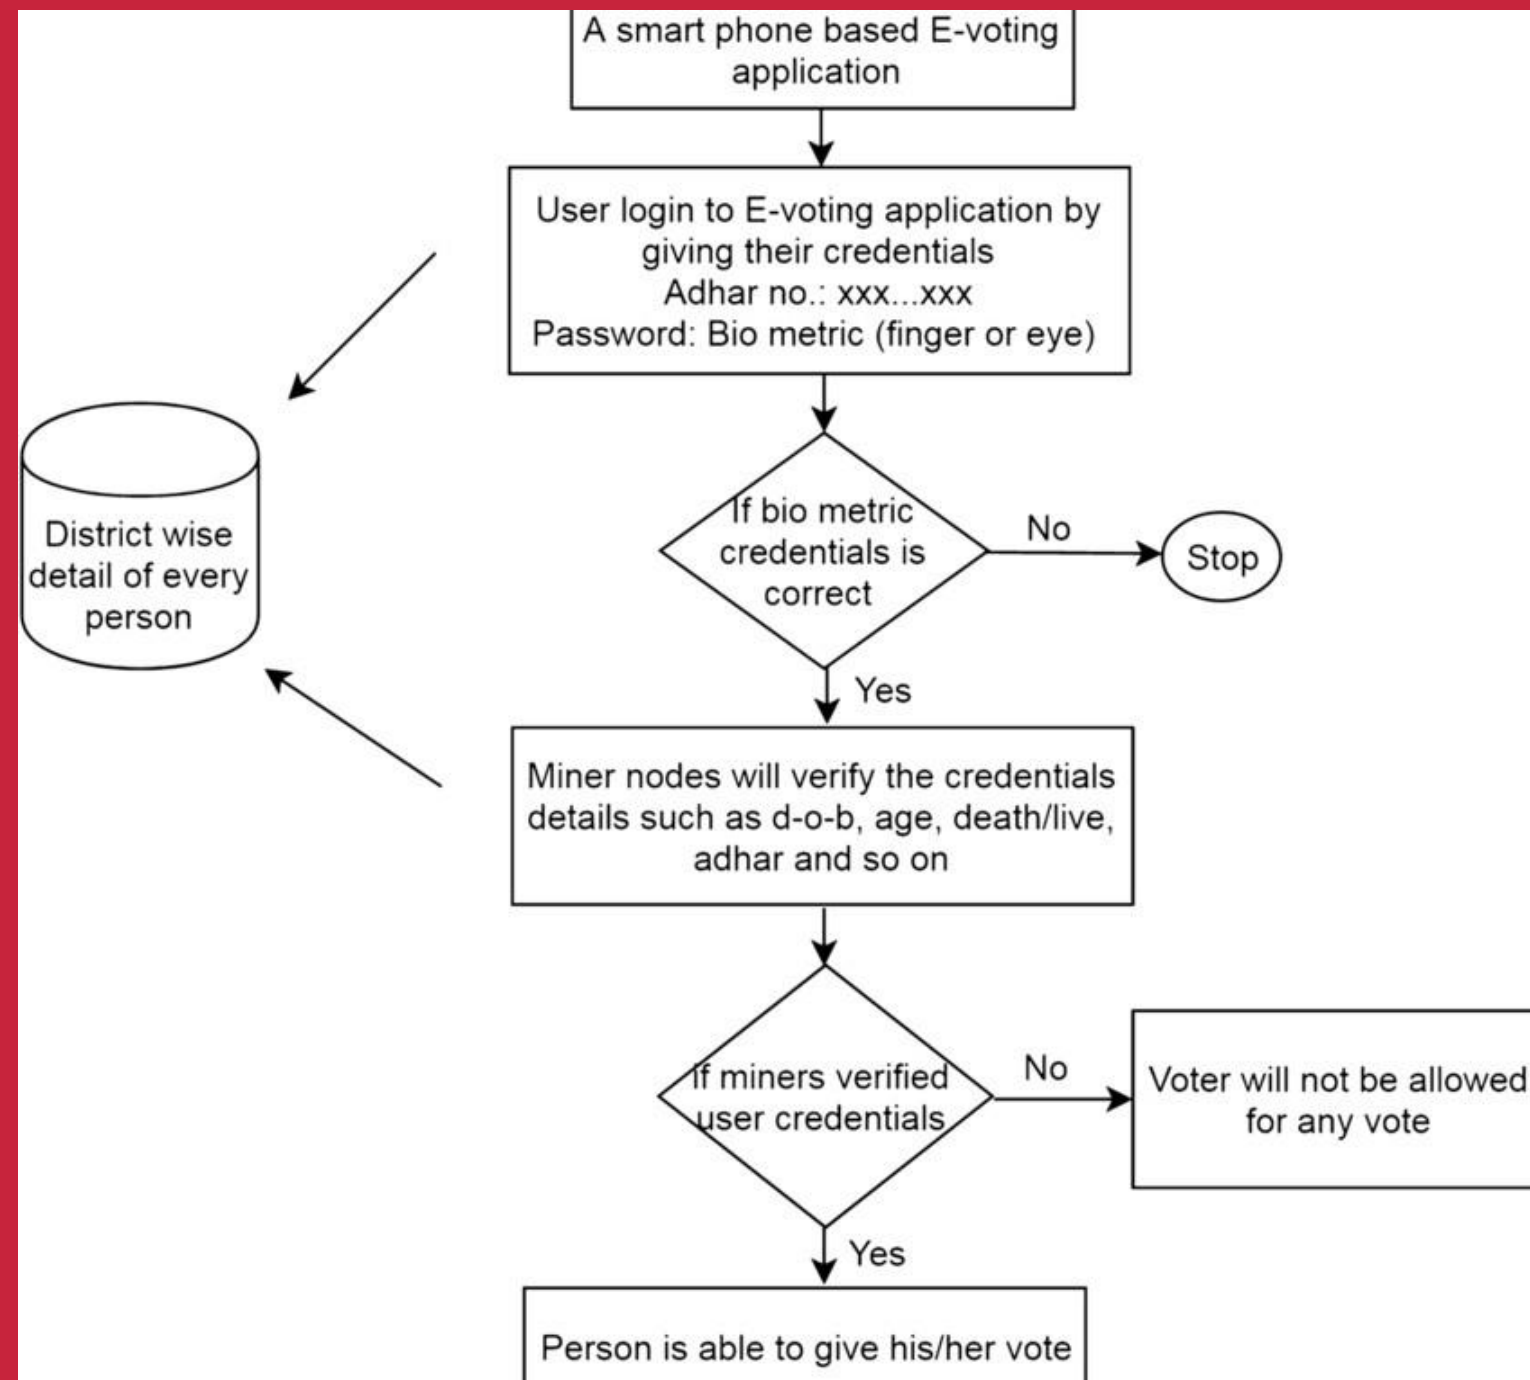 A smart phone based E-voting
application
User login to E-voting application by
giving their credentials
Adhar no.: xxx...xxx
Password: Bio metric (finger or eye)
District wise
detail of every
person
If bio metric
credentials is
correct
No
Stop
Yes
Miner nodes will verify the credentials
details such as d-o-b, age, death/live,
adhar and so on
If miners verified
user credentials
No
Voter will not be allowed
for any vote
Yes
Person is able to give his/her vote